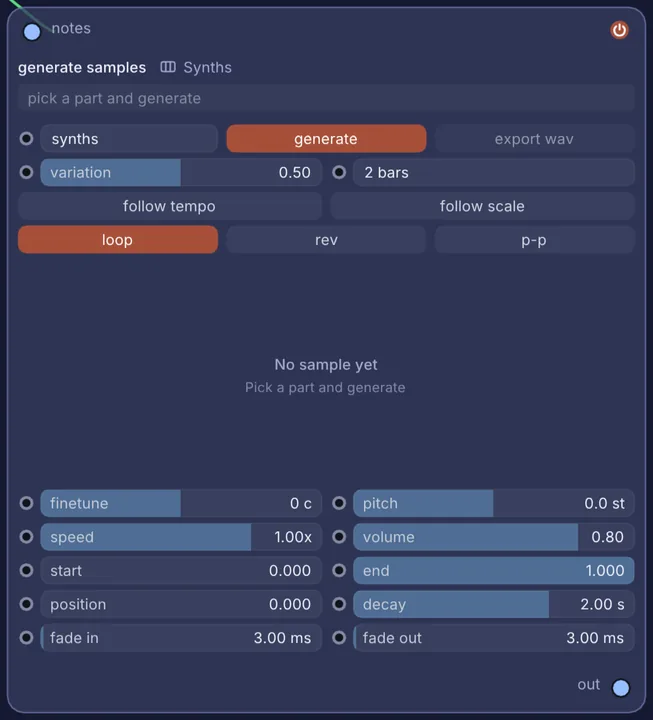 notes
generate samples Synths
pick a part and generate
synths generate export wav
variation 0.50 2 bars
follow tempo follow scale
loop rev p-p
No sample yet
Pick a part and generate
finetune 0 c pitch 0.0 st
speed 1.00x volume 0.80
start 0.000 end 1.000
position 0.000 decay 2.00 s
fade in 3.00 ms fade out 3.00 ms
out